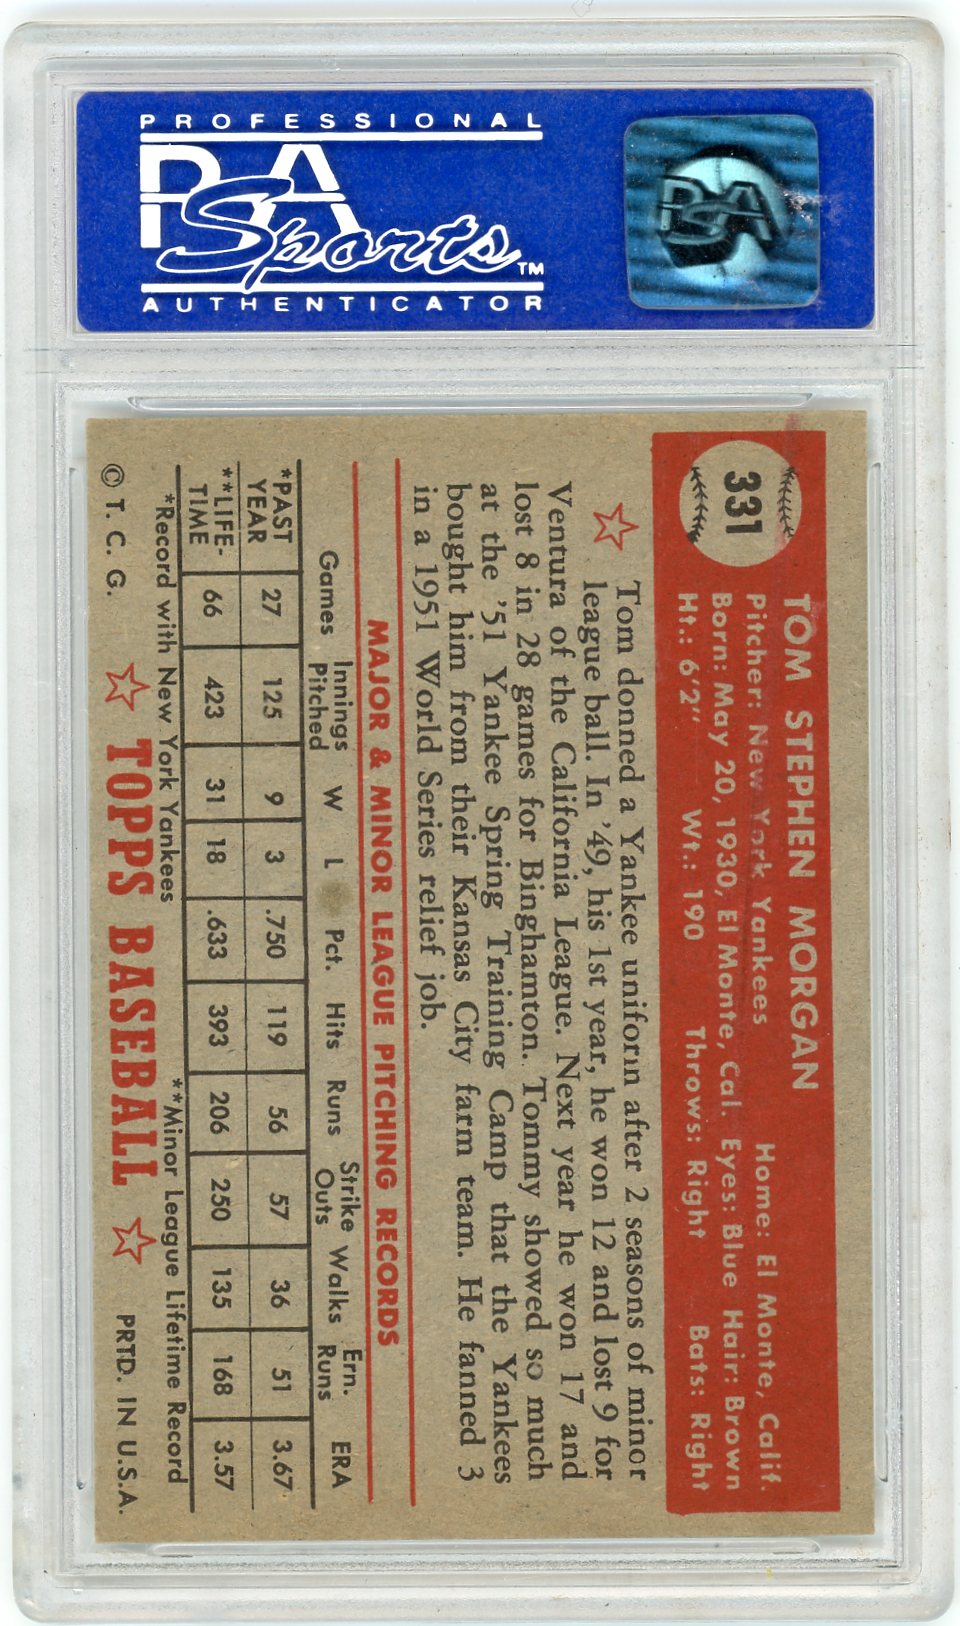 PROFESSIONAL
PSA
Sports™
AUTHENTICATOR
PSA
331
TOM STEPHEN MORGAN
Pitcher: New York Yankees Home: El Monte, Calif.
Born: May 20, 1930, El Monte, Cal. Eyes: Blue Hair: Brown
Ht.: 6'2" Wt.: 190 Throws: Right Bats: Right
Tom donned a Yankee uniform after 2 seasons of minor
league ball. In '49, his 1st year, he won 12 and lost 9 for
Ventura of the California League. Next year he won 17 and
lost 8 in 28 games for Binghamton. Tommy showed so much
at the '51 Yankee Spring Training Camp that the Yankees
bought him from their Kansas City farm team. He fanned 3
in a 1951 World Series relief job.
MAJOR & MINOR LEAGUE PITCHING RECORDS
Games Innings Pitched W L Pct. Hits Runs Strike Outs Walks Ern. Runs ERA
*PAST YEAR 27 125 9 3 .750 119 56 57 36 51 3.67
**LIFE-TIME 66 423 31 18 .633 393 206 250 135 168 3.57
*Record with New York Yankees **Minor League Lifetime Record
© T. C. G. TOPPS BASEBALL PRTD. IN U.S.A.